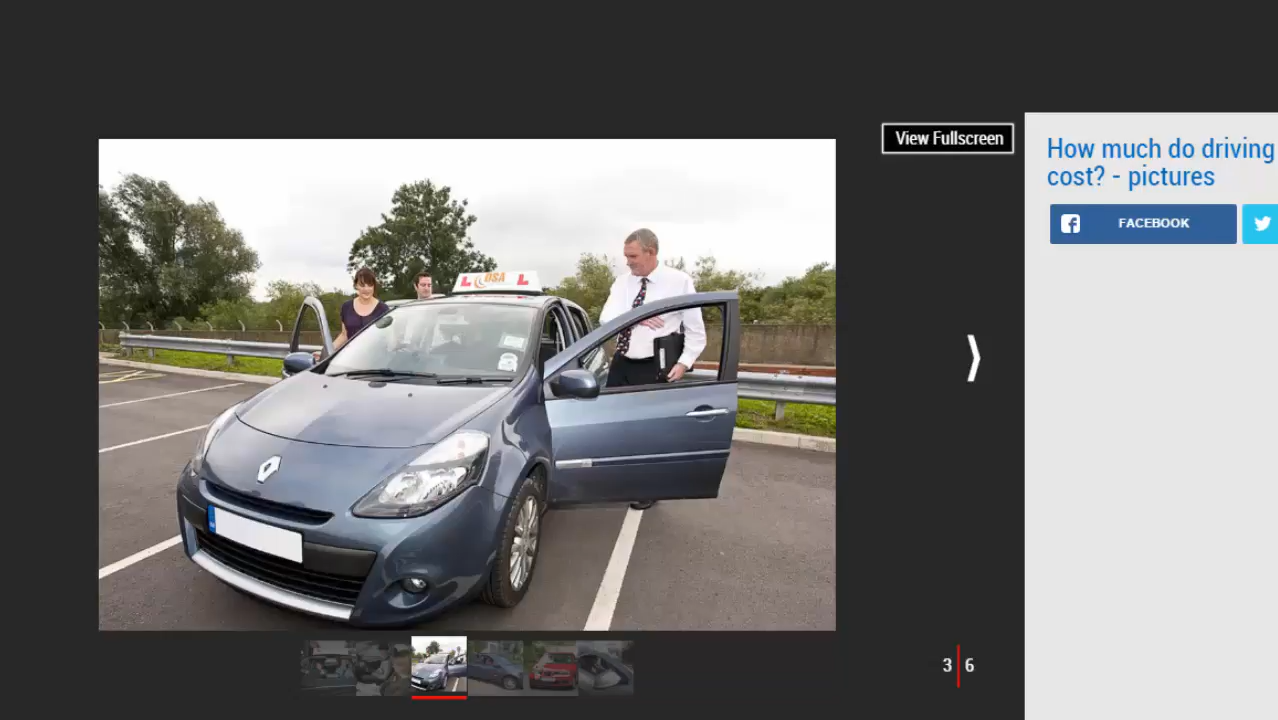 View Fullscreen
How much do driving
cost? - pictures
FACEBOOK
L DSA L
3 6